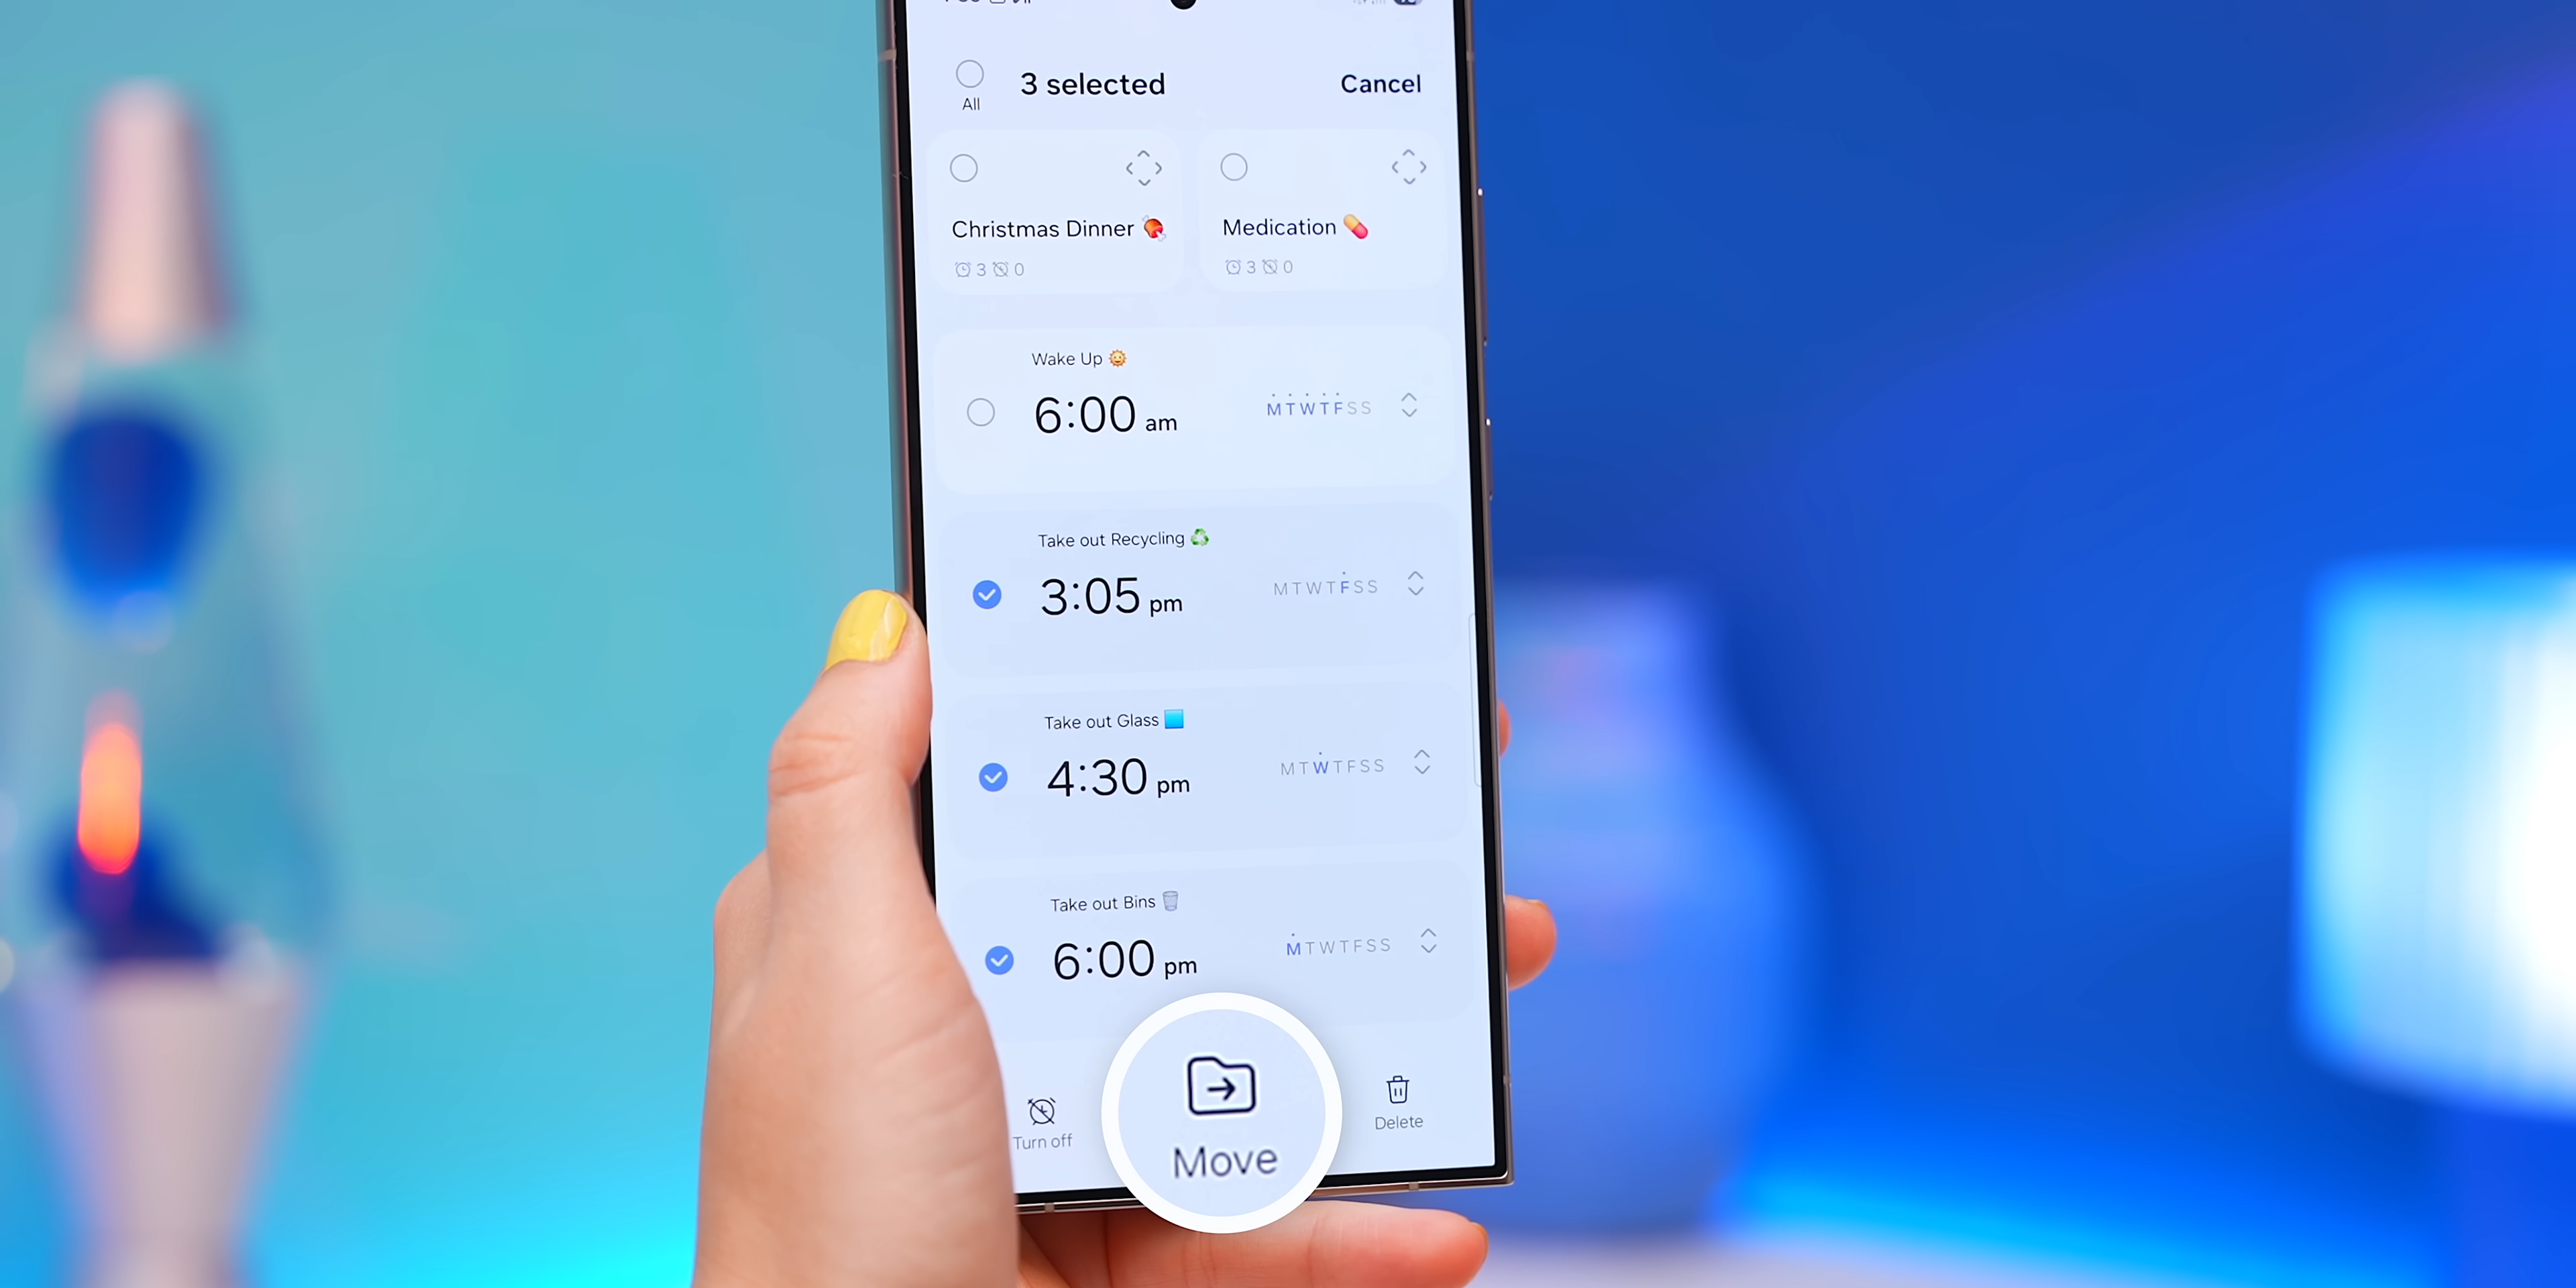 All
3 selected
Cancel
Christmas Dinner 🍖
3 0
Medication 💊
3 0
Wake Up 🌞
6:00 am
MTWTFSS
Take out Recycling ♻️
3:05 pm
MTWTFSS
Take out Glass 🟦
4:30 pm
MTWTFSS
Take out Bins 🗑️
6:00 pm
MTWTFSS
Turn off
Move
Delete